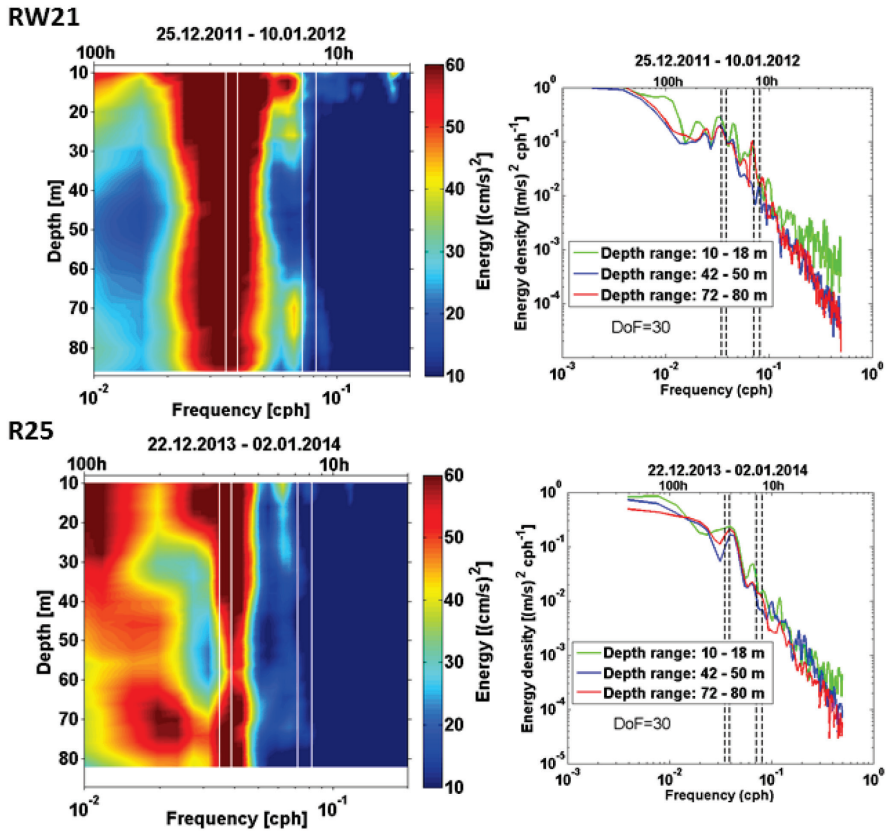 RW21
25.12.2011 - 10.01.2012
100h 10h
10
20
30
40
50
60
70
80
Depth [m]
10⁻² 10⁻¹
Frequency [cph]
60
50
40
30
20
10
Energy [(cm/s)²]
25.12.2011 - 10.01.2012
100h 10h
10⁰
10⁻¹
10⁻²
10⁻³
10⁻⁴
Energy density [(m/s)² cph⁻¹]
Depth range: 10 - 18 m
Depth range: 42 - 50 m
Depth range: 72 - 80 m
DoF=30
10⁻³ 10⁻² 10⁻¹ 10⁰
Frequency (cph)
R25
22.12.2013 - 02.01.2014
100h 10h
10
20
30
40
50
60
70
80
Depth [m]
10⁻² 10⁻¹
Frequency [cph]
60
50
40
30
20
10
Energy [(cm/s)²]
22.12.2013 - 02.01.2014
100h 10h
10⁰
10⁻¹
10⁻²
10⁻³
10⁻⁴
10⁻⁵
Energy density [(m/s)² cph⁻¹]
Depth range: 10 - 18 m
Depth range: 42 - 50 m
Depth range: 72 - 80 m
DoF=30
10⁻³ 10⁻² 10⁻¹ 10⁰
Frequency (cph)